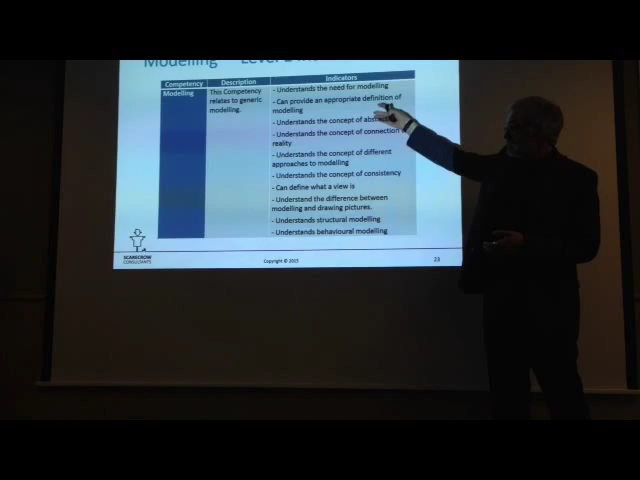 Modelling Level
Competency Description Indicators
Modelling
This Competency
relates to generic
modelling.
- Understands the need for modelling
- Can provide an appropriate definition of
modelling
- Understands the concept of
- Understands the concept of connection
reality
- Understands the concept of different
approaches to modelling
- Understands the concept of consistency
- Can define what a view is
- Understand the difference between
modelling and drawing pictures.
- Understands structural modelling
- Understands behavioural modelling
SCARECROW
CONSULTANTS
Copyright © 2015
23